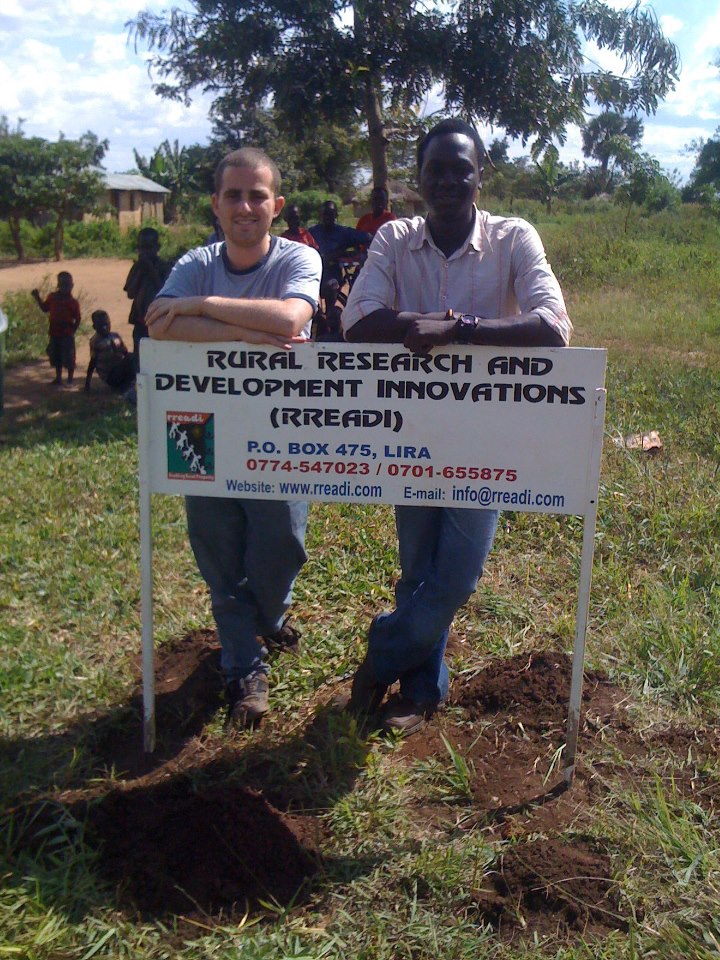 RURAL RESEARCH AND
DEVELOPMENT INNOVATIONS
(RREADI)
rreadi
P.O. BOX 475, LIRA
0774-547023 / 0701-655875
Website: www.rreadi.com E-mail: info@rreadi.com